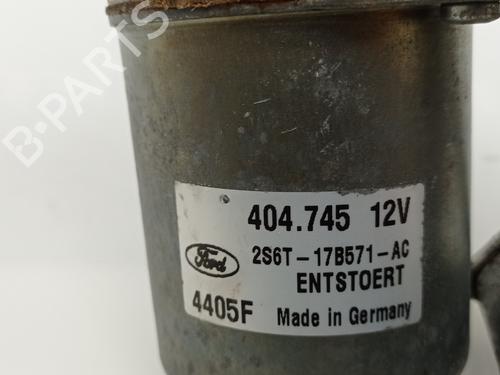 B-PARTS
404.745 12V
Ford
2S6T-17B571-AC
ENTSTOERT
4405F Made in Germany